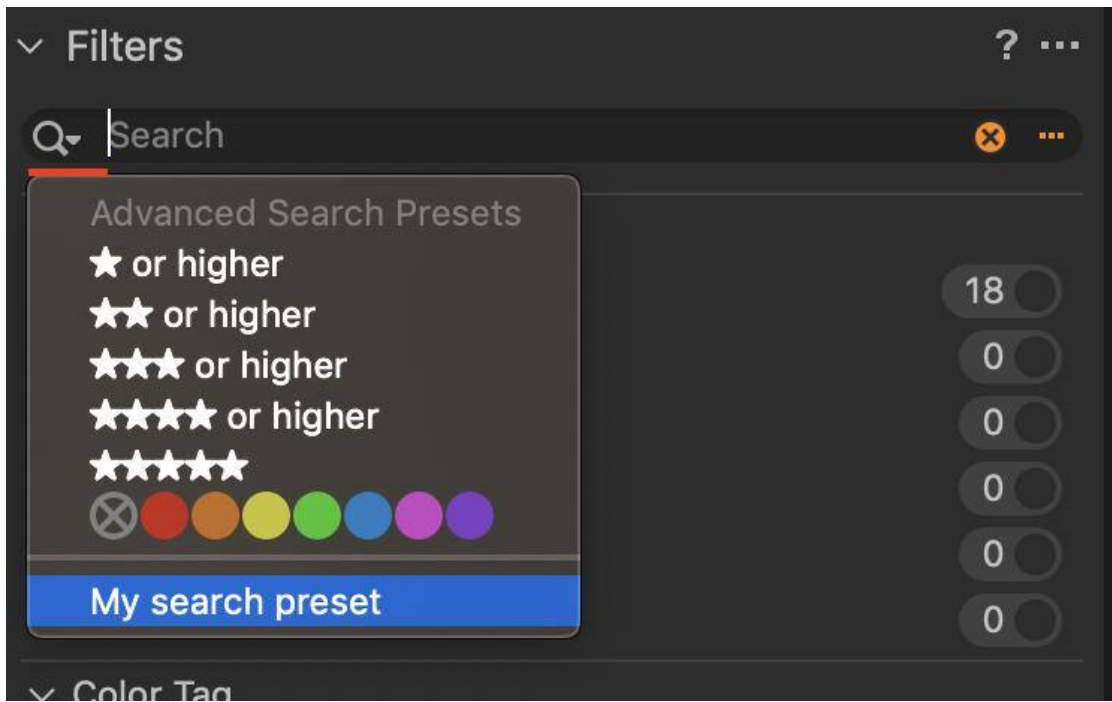 Filters ?
Search
Advanced Search Presets
★ or higher
★★ or higher
★★★ or higher
★★★★ or higher
★★★★★
My search preset
18
0
0
0
0
0
Color Tag